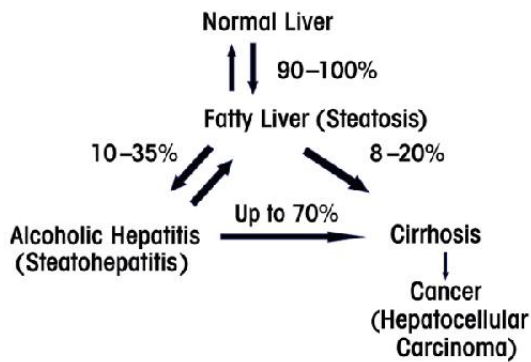 Normal Liver
90–100%
Fatty Liver (Steatosis)
10–35%
8–20%
Up to 70%
Alcoholic Hepatitis
(Steatohepatitis)
Cirrhosis
Cancer
(Hepatocellular
Carcinoma)